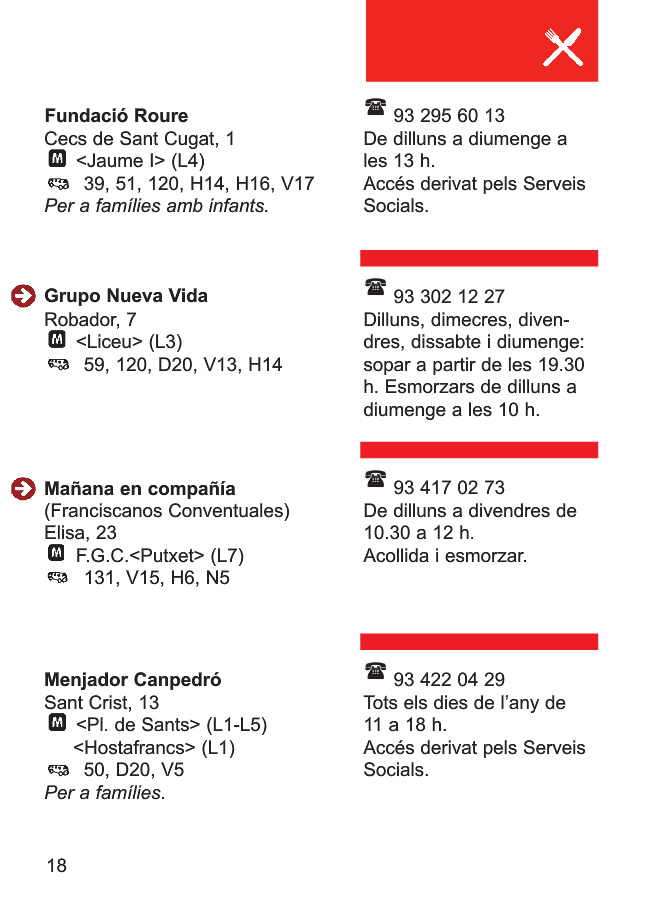 Fundació Roure
Cecs de Sant Cugat, 1
M <Jaume I> (L4)
39, 51, 120, H14, H16, V17
Per a famílies amb infants.
93 295 60 13
De dilluns a diumenge a
les 13 h.
Accés derivat pels Serveis
Socials.
Grupo Nueva Vida
Robador, 7
M <Liceu> (L3)
59, 120, D20, V13, H14
93 302 12 27
Dilluns, dimecres, diven-
dres, dissabte i diumenge:
sopar a partir de les 19.30
h. Esmorzars de dilluns a
diumenge a les 10 h.
Mañana en compañía
(Franciscanos Conventuales)
Elisa, 23
M F.G.C.<Putxet> (L7)
131, V15, H6, N5
93 417 02 73
De dilluns a divendres de
10.30 a 12 h.
Acollida i esmorzar.
Menjador Canpedró
Sant Crist, 13
M <Pl. de Sants> (L1-L5)
<Hostafrancs> (L1)
50, D20, V5
Per a famílies.
93 422 04 29
Tots els dies de l’any de
11 a 18 h.
Accés derivat pels Serveis
Socials.
18